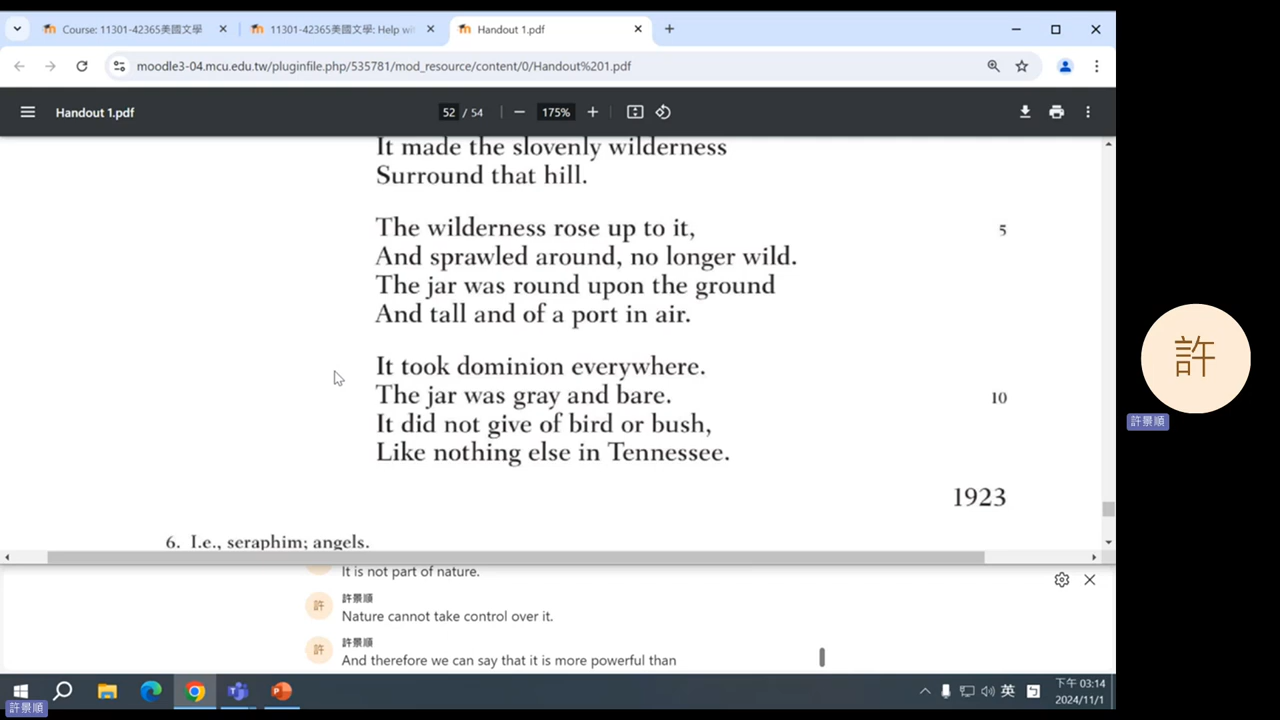 Course: 11301-42365美國文學
11301-42365美國文學: Help wi
Handout 1.pdf
moodle3-04.mcu.edu.tw/pluginfile.php/535781/mod_resource/content/0/Handout%201.pdf
Handout 1.pdf
52 / 54
175%
It made the slovenly wilderness
Surround that hill.
The wilderness rose up to it, 5
And sprawled around, no longer wild.
The jar was round upon the ground
And tall and of a port in air.
It took dominion everywhere.
The jar was gray and bare. 10
It did not give of bird or bush,
Like nothing else in Tennessee.
1923
6. I.e., seraphim; angels.
許
許景順
It is not part of nature.
許 許景順
Nature cannot take control over it.
許 許景順
And therefore we can say that it is more powerful than
英
下午 03:14
2024/11/1
許景順